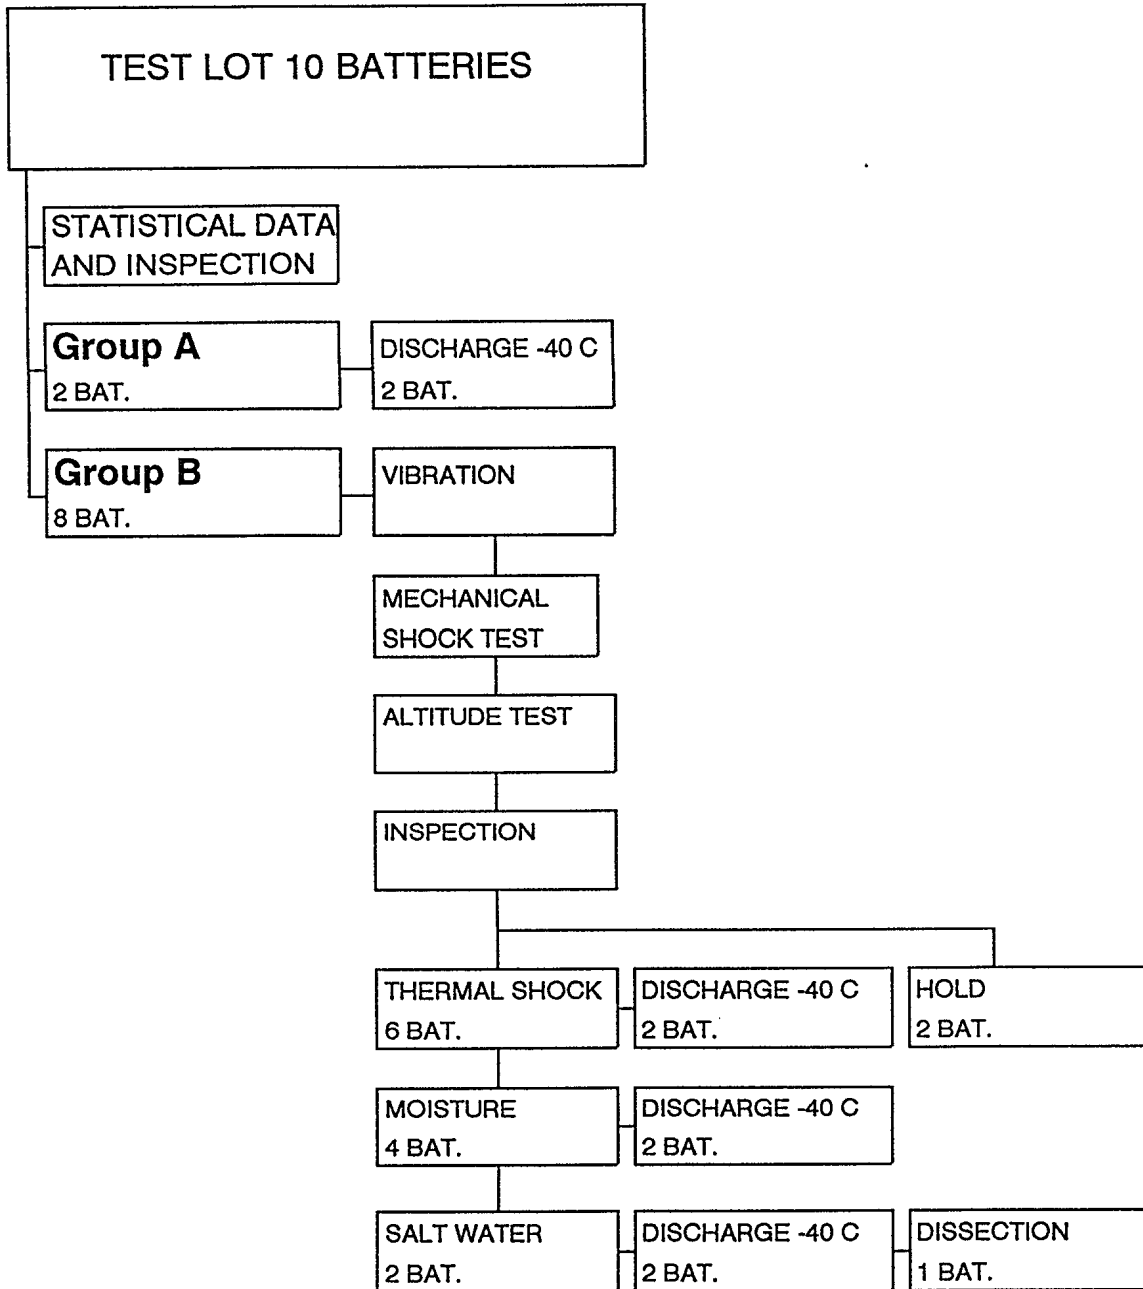 TEST LOT 10 BATTERIES
STATISTICAL DATA
AND INSPECTION
Group A
2 BAT.
DISCHARGE -40 C
2 BAT.
Group B
8 BAT.
VIBRATION
MECHANICAL
SHOCK TEST
ALTITUDE TEST
INSPECTION
THERMAL SHOCK
6 BAT.
DISCHARGE -40 C
2 BAT.
HOLD
2 BAT.
MOISTURE
4 BAT.
DISCHARGE -40 C
2 BAT.
SALT WATER
2 BAT.
DISCHARGE -40 C
2 BAT.
DISSECTION
1 BAT.